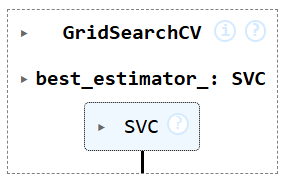 ▸ GridSearchCV i ?
▸ best_estimator_: SVC
▸ SVC ?